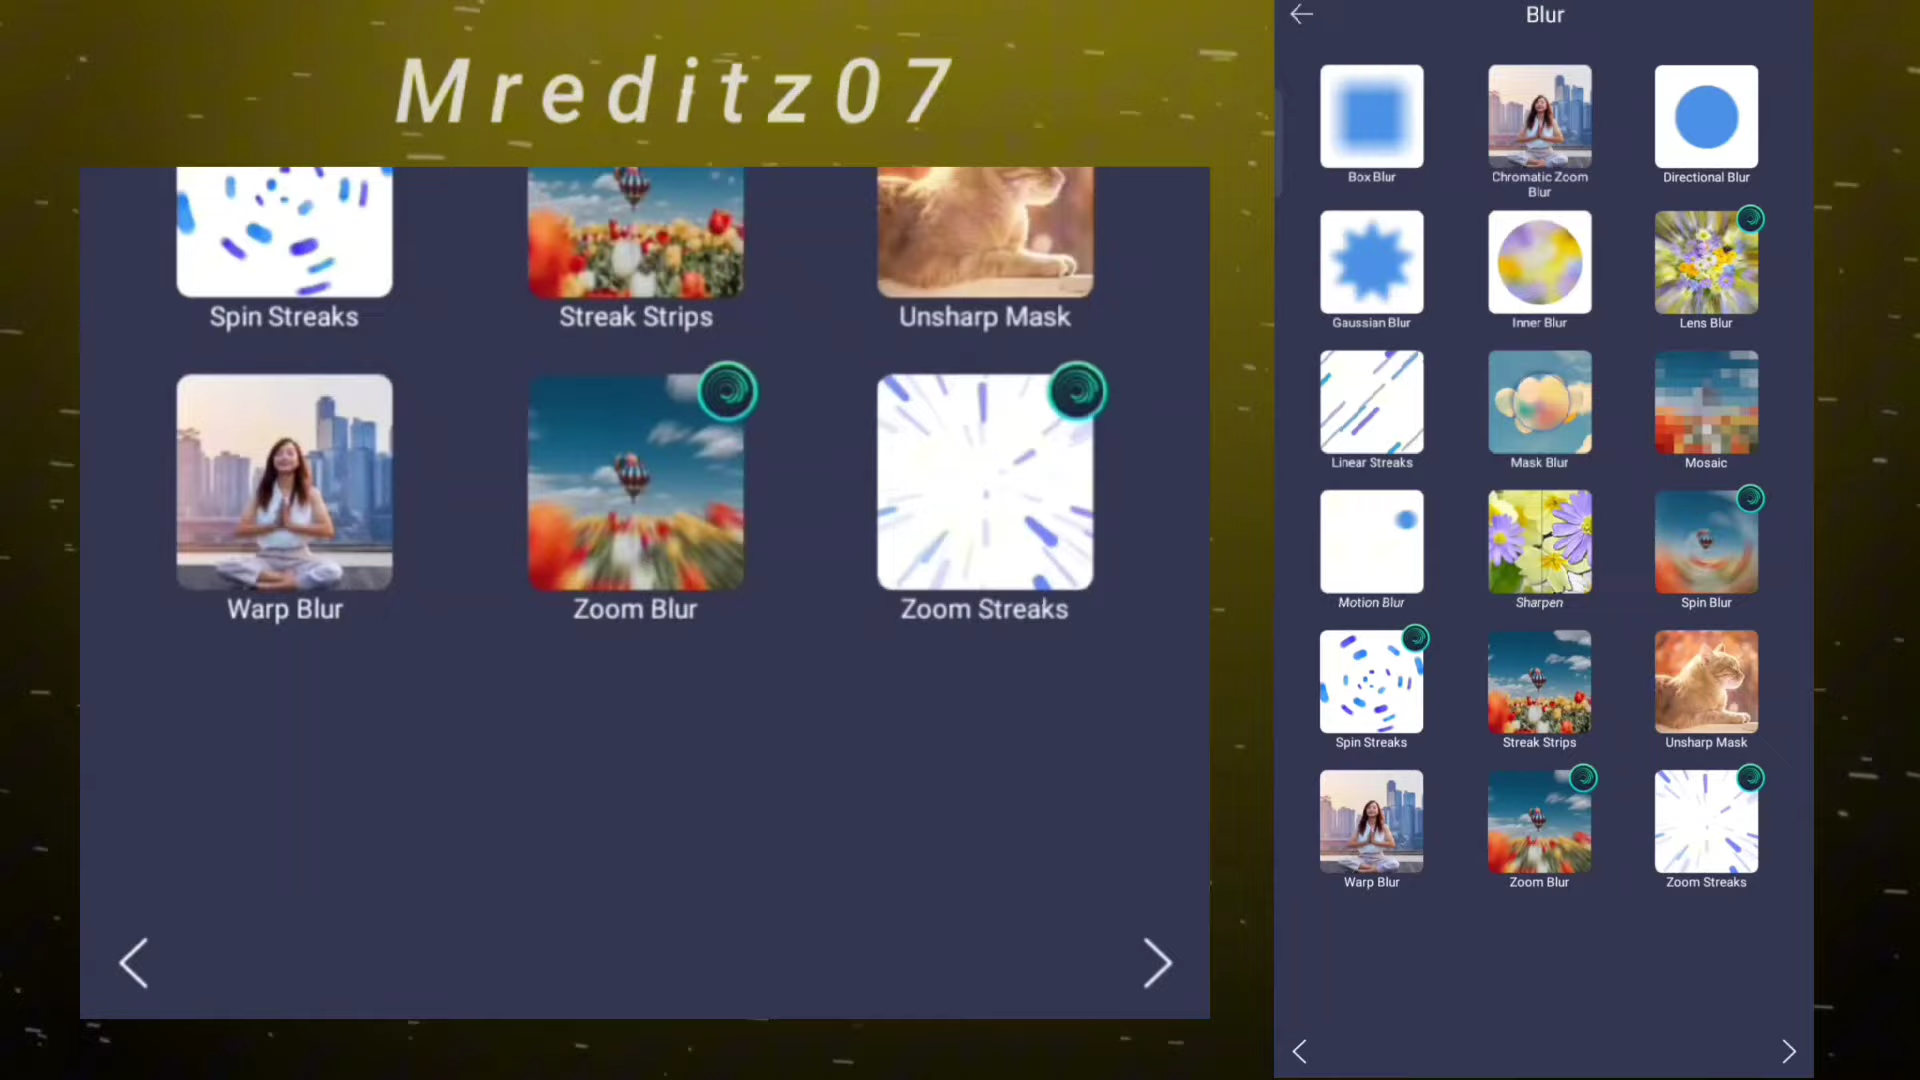 Mreditz07
Spin Streaks
Streak Strips
Unsharp Mask
Warp Blur
Zoom Blur
Zoom Streaks
Blur
Box Blur
Chromatic Zoom
Blur
Directional Blur
Gaussian Blur
Inner Blur
Lens Blur
Linear Streaks
Mask Blur
Mosaic
Motion Blur
Sharpen
Spin Blur
Spin Streaks
Streak Strips
Unsharp Mask
Warp Blur
Zoom Blur
Zoom Streaks